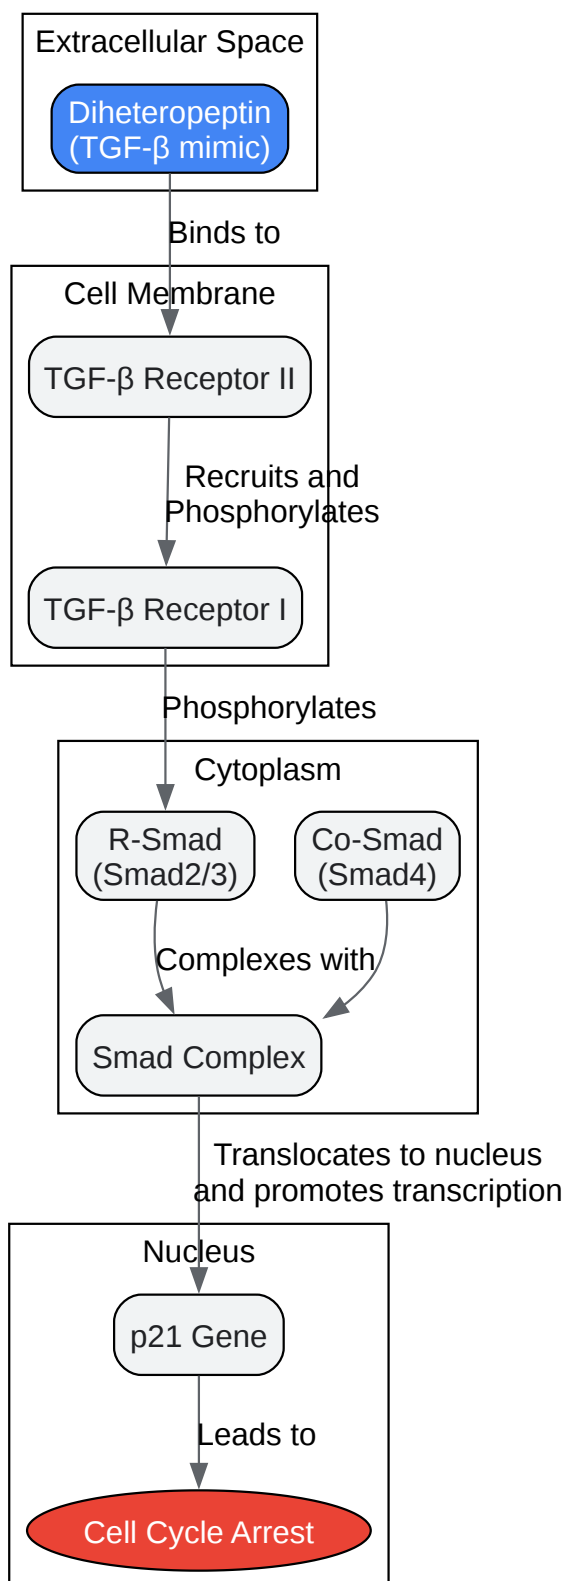 Extracellular Space
Diheteropeptin
(TGF-β mimic)
Binds to
Cell Membrane
TGF-β Receptor II
Recruits and
Phosphorylates
TGF-β Receptor I
Phosphorylates
Cytoplasm
R-Smad
(Smad2/3)
Co-Smad
(Smad4)
Complexes with
Smad Complex
Translocates to nucleus
and promotes transcription
Nucleus
p21 Gene
Leads to
Cell Cycle Arrest